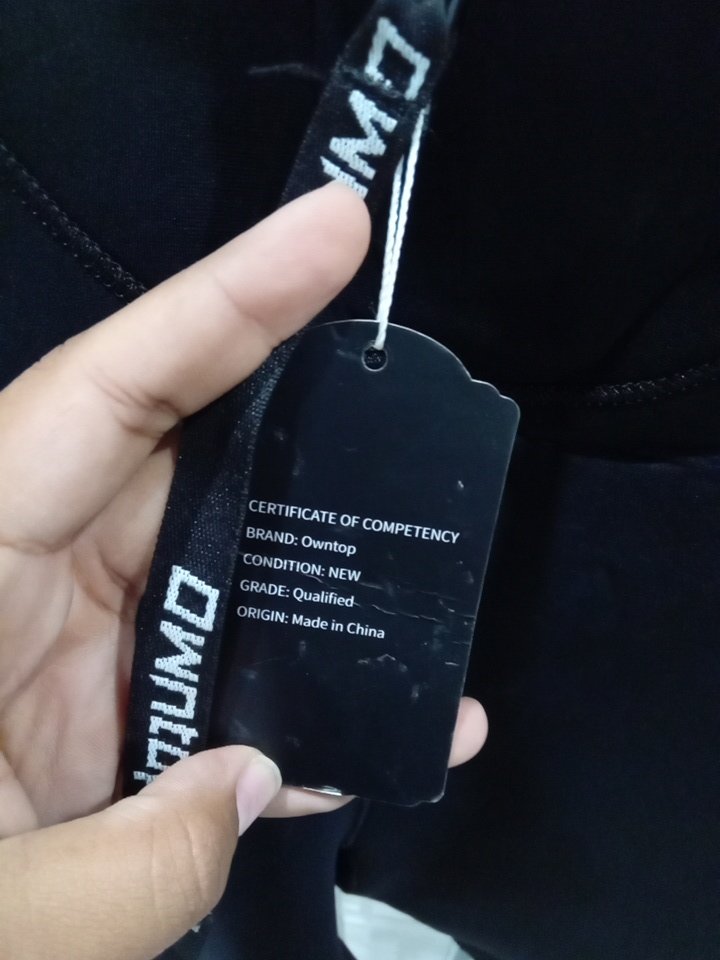 CERTIFICATE OF COMPETENCY
BRAND: Owntop
CONDITION: NEW
GRADE: Qualified
ORIGIN: Made in China